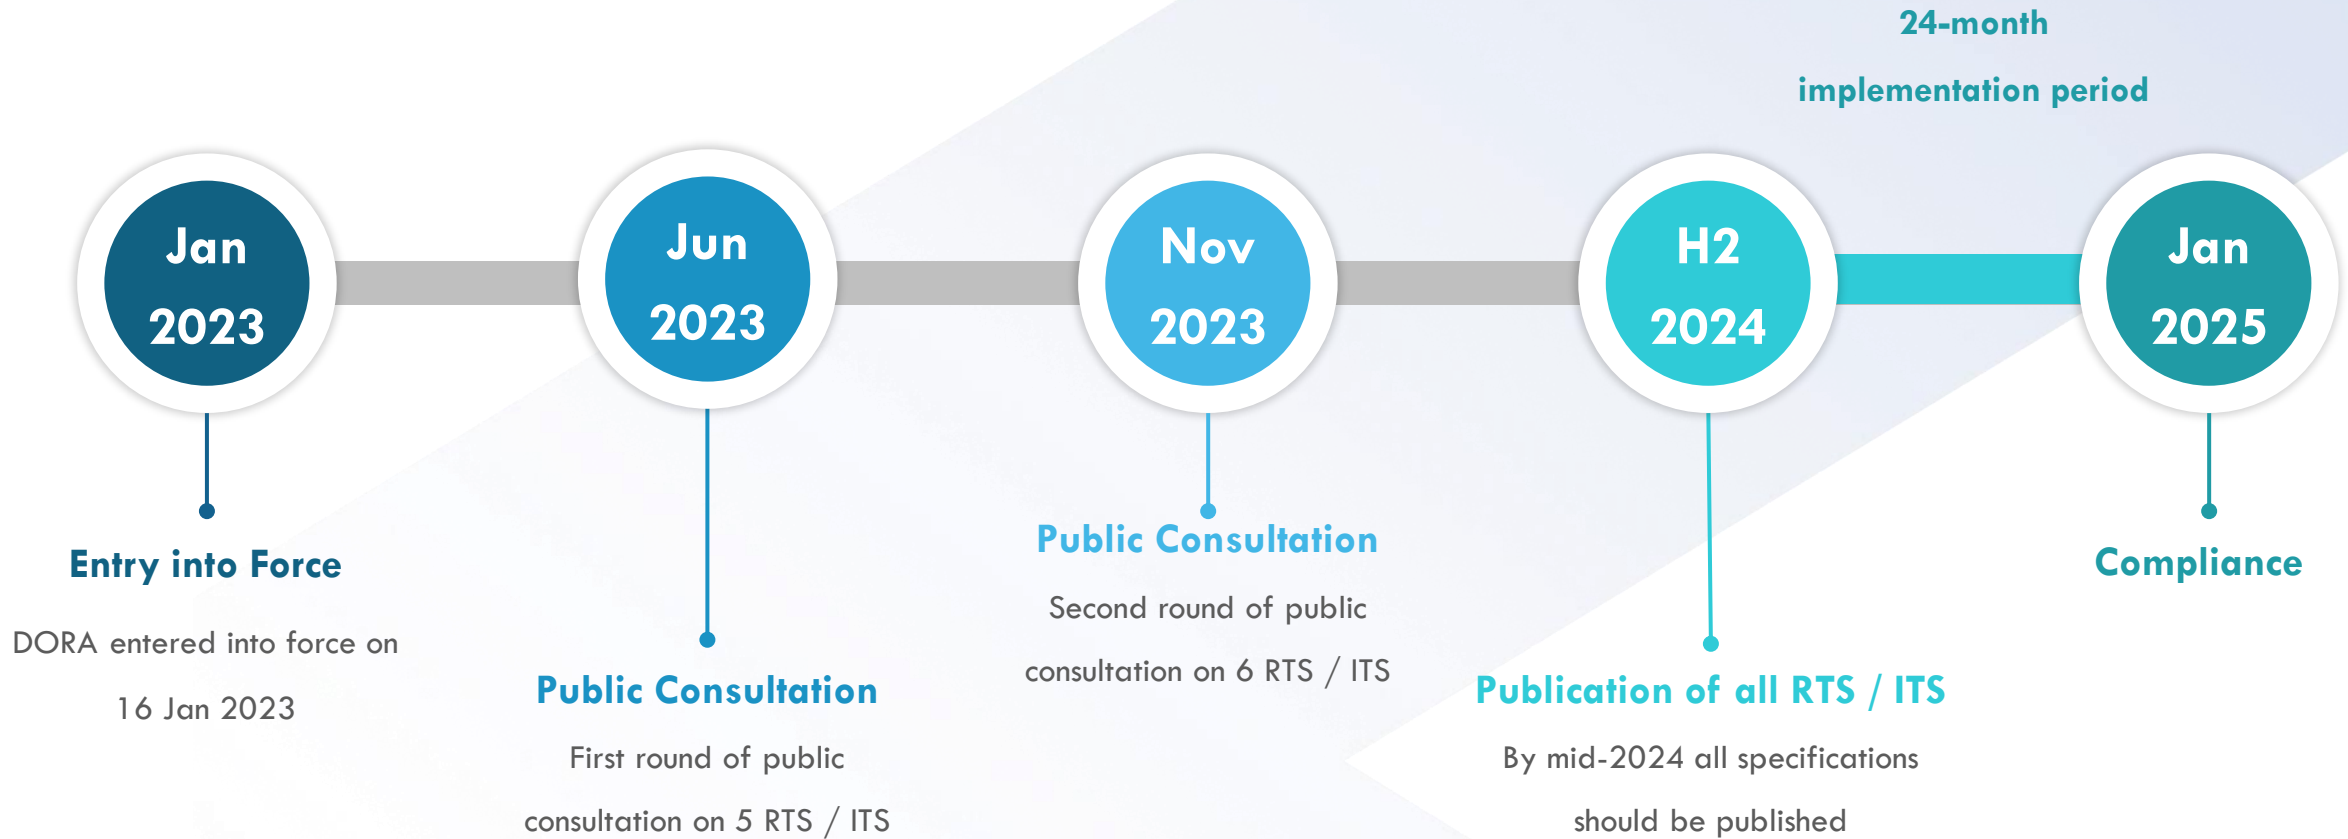 24-month
implementation period
Jan
2023
Jun
2023
Nov
2023
H2
2024
Jan
2025
Entry into Force
DORA entered into force on
16 Jan 2023
Public Consultation
First round of public
consultation on 5 RTS / ITS
Public Consultation
Second round of public
consultation on 6 RTS / ITS
Publication of all RTS / ITS
By mid-2024 all specifications
should be published
Compliance